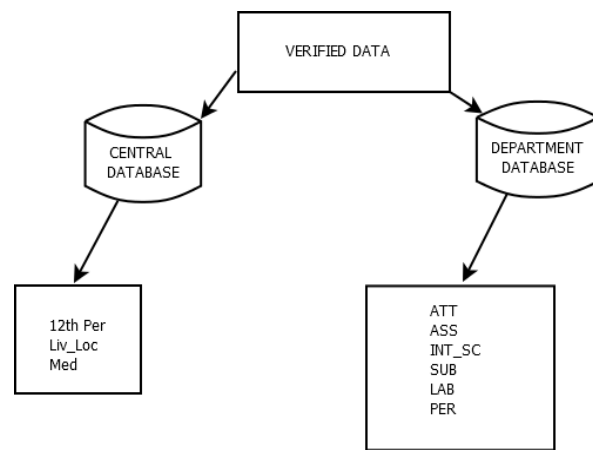 VERIFIED DATA
CENTRAL
DATABASE
DEPARTMENT
DATABASE
12th Per
Liv_Loc
Med
ATT
ASS
INT_SC
SUB
LAB
PER